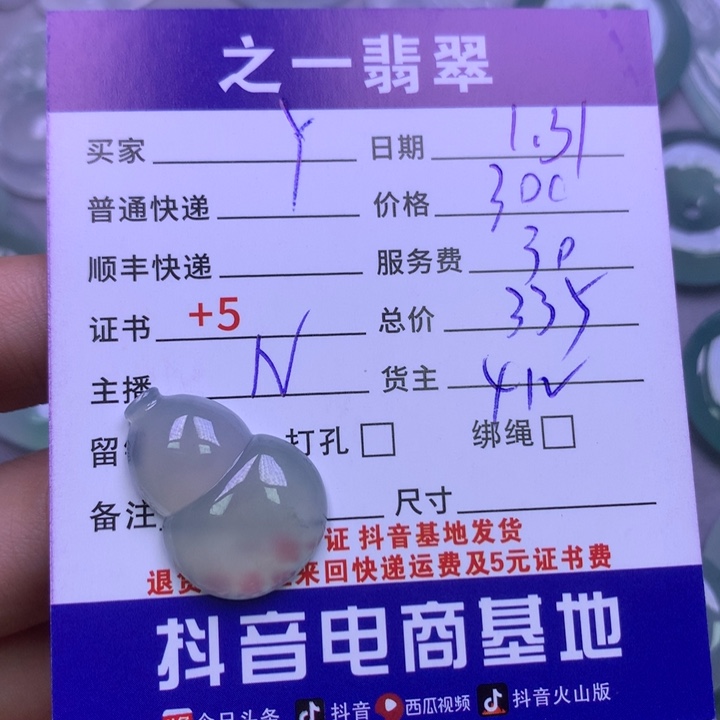 之一翡翠
买家 Y 日期 1.31
普通快递 价格 300
顺丰快递 服务费 30
证书 +5 总价 335
主播 N 货主
打孔 绑绳
备注 尺寸
证 抖音基地发货
来回快递运费及5元证书费
抖音电商基地
今日头条 抖音 西瓜视频 抖音火山版